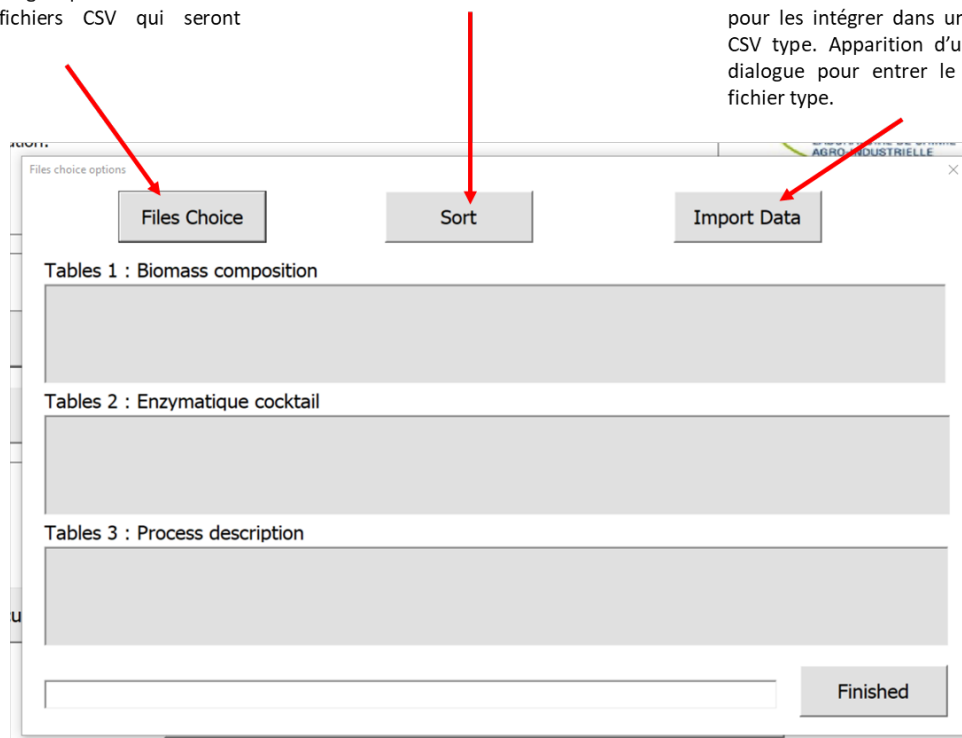 fichiers CSV qui seront
pour les intégrer dans
CSV type. Apparition
dialogue pour entrer le
fichier type.
AGRO-INDUSTRIELLE
Files choice options
Files Choice
Sort
Import Data
Tables 1 : Biomass composition
Tables 2 : Enzymatique cocktail
Tables 3 : Process description
Finished